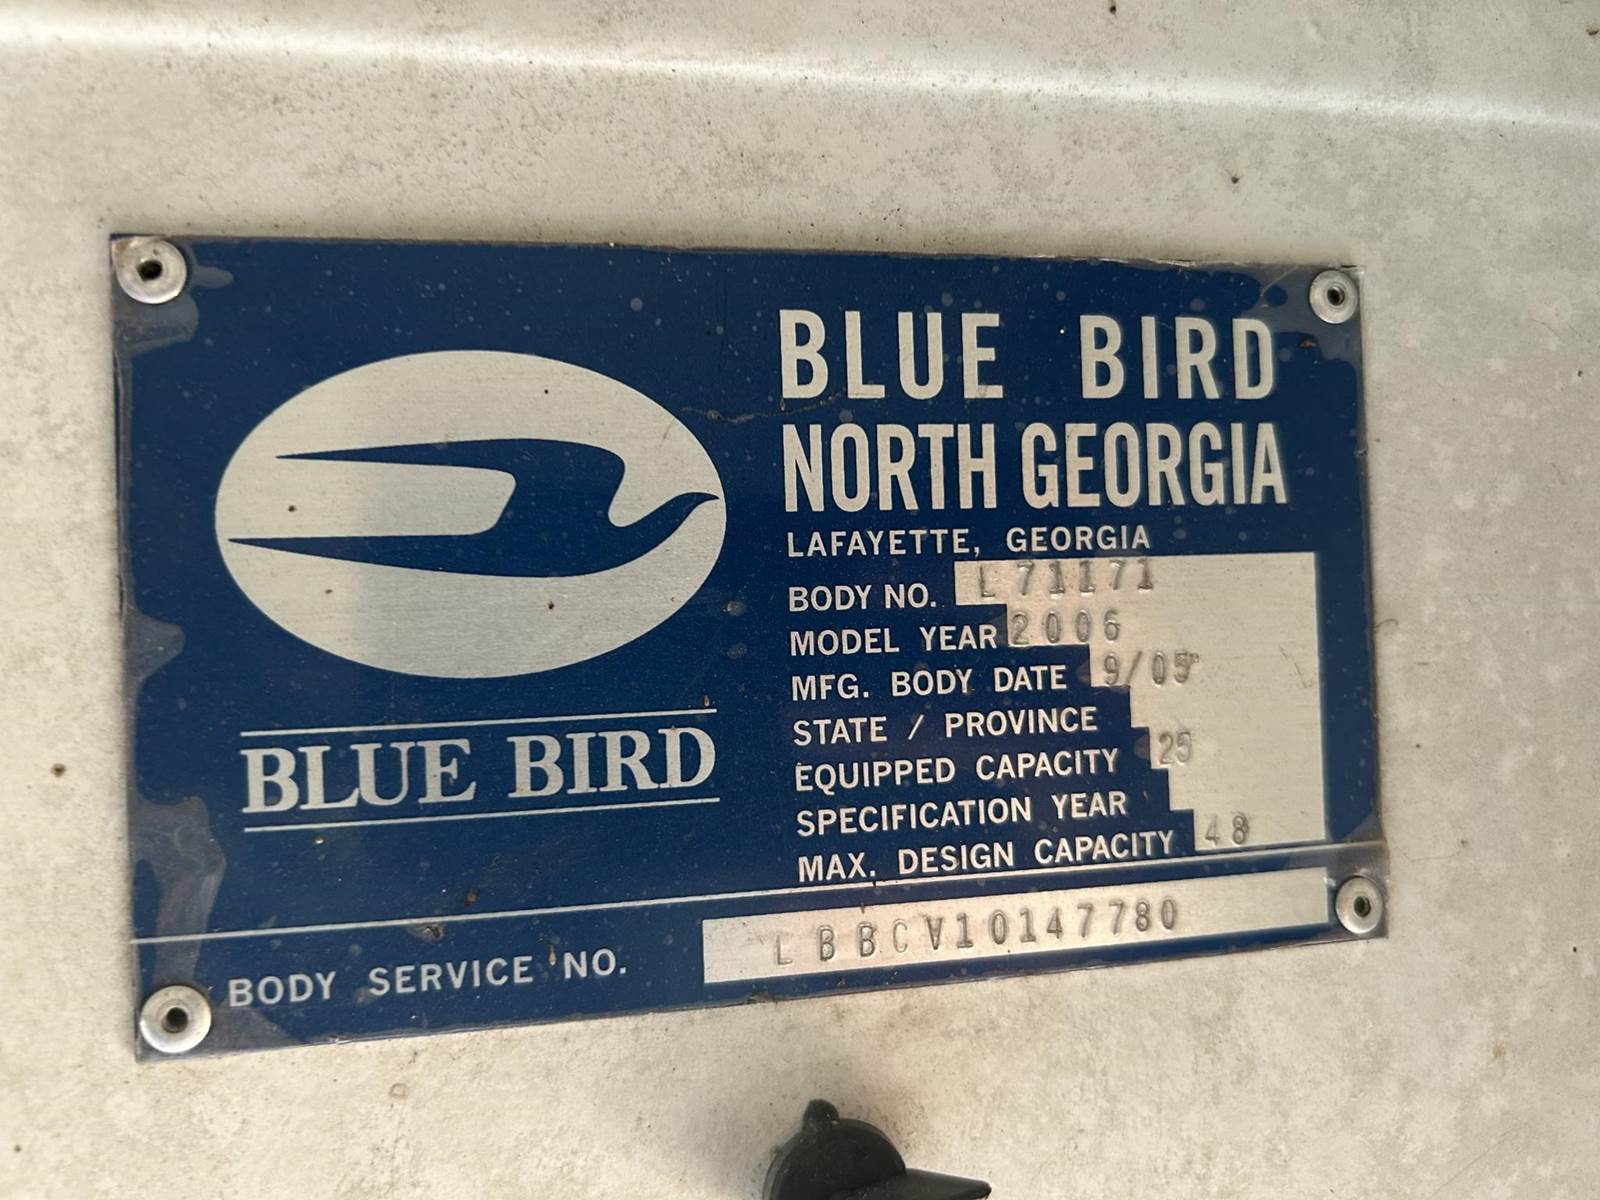 BLUE BIRD
NORTH GEORGIA
LAFAYETTE, GEORGIA
BODY NO. L 71171
MODEL YEAR 2006
MFG. BODY DATE 9/05
STATE / PROVINCE
EQUIPPED CAPACITY 25
SPECIFICATION YEAR
MAX. DESIGN CAPACITY 48
BLUE BIRD
BODY SERVICE NO. LBBCV10147780